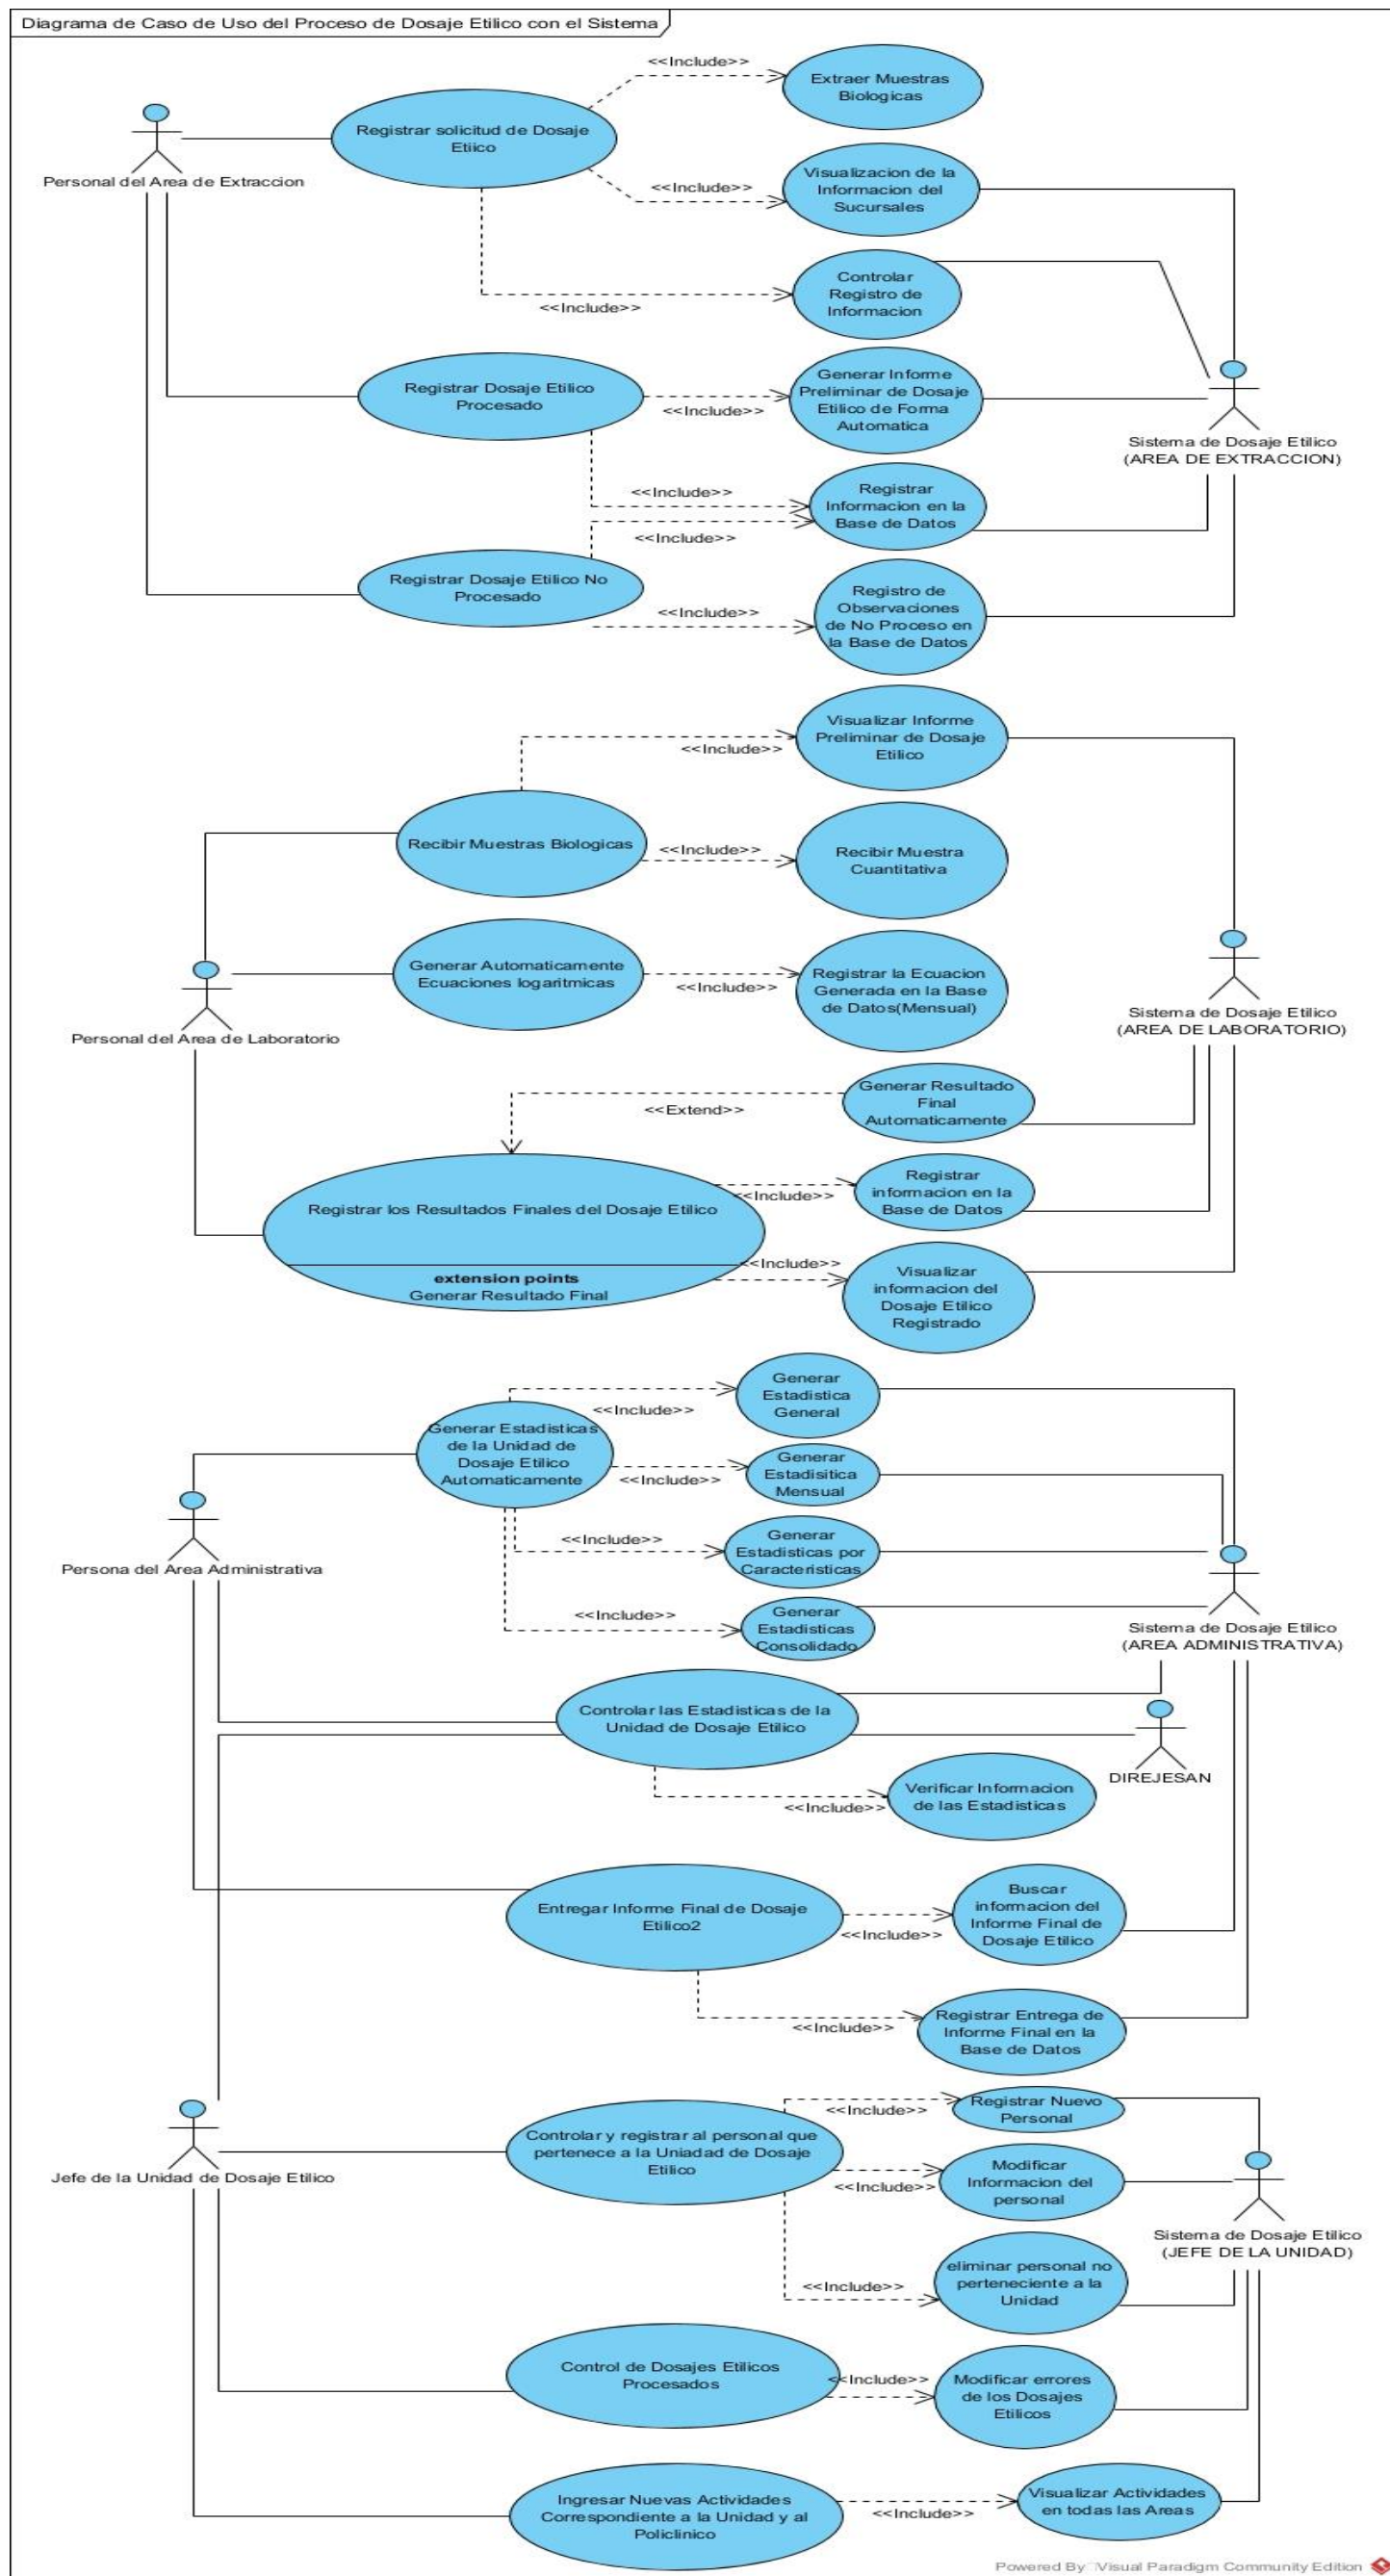 Diagrama de Caso de Uso del Proceso de Dosaje Etilico con el Sistema
<<Include>>
Extraer Muestras
Biologicas
Registrar solicitud de Dosaje
Etiico
Personal del Area de Extraccion
<<Include>>
Visualizacion de la
Informacion del
Sucursales
Controlar
Registro de
Informacion
<<Include>>
Registrar Dosaje Etilico
Procesado
<<Include>>
Generar Informe
Preliminar de Dosaje
Etilico de Forma
Automatica
Sistema de Dosaje Etilico
(AREA DE EXTRACCION)
<<Include>>
Registrar
Informacion en la
Base de Datos
<<Include>>
Registrar Dosaje Etilico No
Procesado
<<Include>>
Registro de
Observaciones
de No Proceso en
la Base de Datos
Visualizar Informe
Preliminar de Dosaje
Etilico
<<Include>>
Recibir Muestras Biologicas
<<Include>>
Recibir Muestra
Cuantitativa
Generar Automaticamente
Ecuaciones logaritmicas
<<Include>>
Registrar la Ecuacion
Generada en la Base
de Datos(Mensual)
Personal del Area de Laboratorio
Sistema de Dosaje Etilico
(AREA DE LABORATORIO)
Generar Resultado
Final
Automaticamente
<<Extend>>
Registrar los Resultados Finales del Dosaje Etilico
<<Include>>
Registrar
informacion en la
Base de Datos
extension points
Generar Resultado Final
<<Include>>
Visualizar
informacion del
Dosaje Etilico
Registrado
Generar
Estadistica
General
<<Include>>
Generar Estadisticas
de la Unidad de
Dosaje Etilico
Automaticamente
<<Include>>
Generar
Estadisitica
Mensual
Persona del Area Administrativa
<<Include>>
Generar
Estadisticas por
Caracteristicas
<<Include>>
Generar
Estadisticas
Consolidado
Sistema de Dosaje Etilico
(AREA ADMINISTRATIVA)
Controlar las Estadisticas de la
Unidad de Dosaje Etilico
DIREJESAN
<<Include>>
Verificar Informacion
de las Estadisticas
Entregar Informe Final de Dosaje
Etilico2
<<Include>>
Buscar
informacion del
Informe Final de
Dosaje Etilico
<<Include>>
Registrar Entrega de
Informe Final en la
Base de Datos
Jefe de la Unidad de Dosaje Etilico
Controlar y registrar al personal que
pertenece a la Uniadad de Dosaje
Etilico
<<Include>>
Registrar Nuevo
Personal
<<Include>>
Modificar
Informacion del
personal
Sistema de Dosaje Etilico
(JEFE DE LA UNIDAD)
<<Include>>
eliminar personal no
perteneciente a la
Unidad
Control de Dosajes Etilicos
Procesados
<<Include>>
Modificar errores
de los Dosajes
Etilicos
Ingresar Nuevas Actividades
Correspondiente a la Unidad y al
Policlinico
<<Include>>
Visualizar Actividades
en todas las Areas
Powered By Visual Paradigm Community Edition